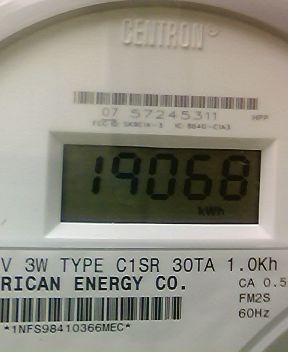 CENTRON®
07 57245311
HPP
19068
kWh
V 3W TYPE C1SR 30TA 1.0Kh
RICAN ENERGY CO.
CA 0.5
FM2S
60Hz
*1NFS98410366MEC*